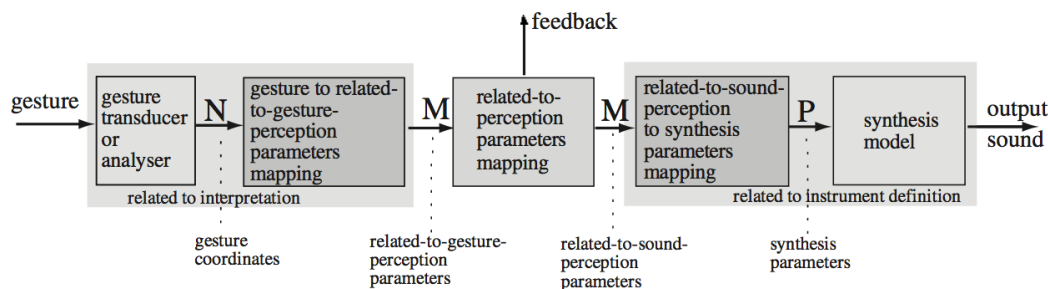 feedback
gesture
gesture
transducer
or
analyser
N
gesture to related-
to-gesture-
perception
parameters
mapping
related to interpretation
M
related-to-
perception
parameters
mapping
M
related-to-sound-
perception
to synthesis
parameters
mapping
P
synthesis
model
related to instrument definition
output
sound
gesture
coordinates
related-to-gesture-
perception
parameters
related-to-sound-
perception
parameters
synthesis
parameters